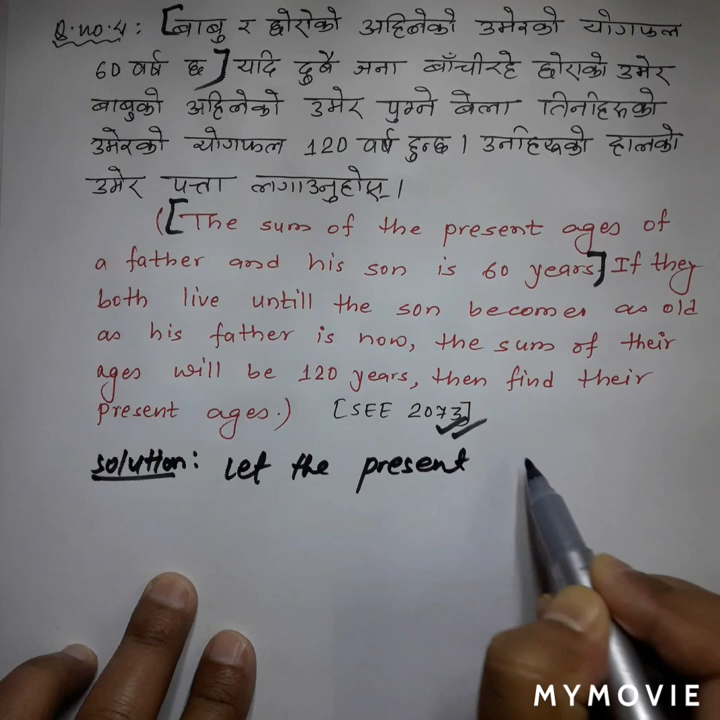 Q.no.4: [बाबु र छोरोको अहिलेको उमेरको योगफल
60 वर्ष छ] यदि दुबै जना बाँचीरहे छोराको उमेर
बाबुको अहिलेको उमेर पुग्ने बेला तिनीहरूको
उमेरको योगफल 120 वर्ष हुन्छ। उनीहरूको हालको
उमेर पत्ता लगाउनुहोस्।
([The sum of the present ages of
a father and his son is 60 years] If they
both live untill the son becomes as old
as his father is now, the sum of their
ages will be 120 years, then find their
present ages.) [SEE 2073]
solution: Let the present
MYMOVIE